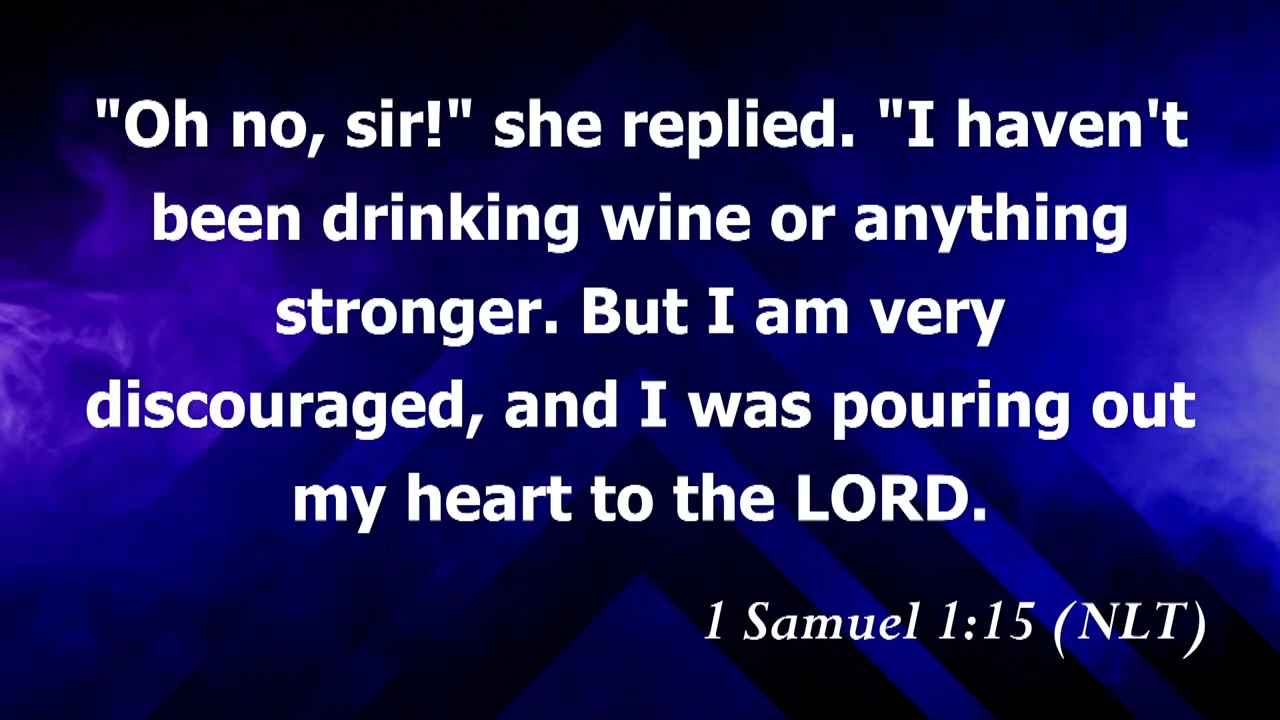 "Oh no, sir!" she replied. "I haven't
been drinking wine or anything
stronger. But I am very
discouraged, and I was pouring out
my heart to the LORD.
1 Samuel 1:15 (NLT)